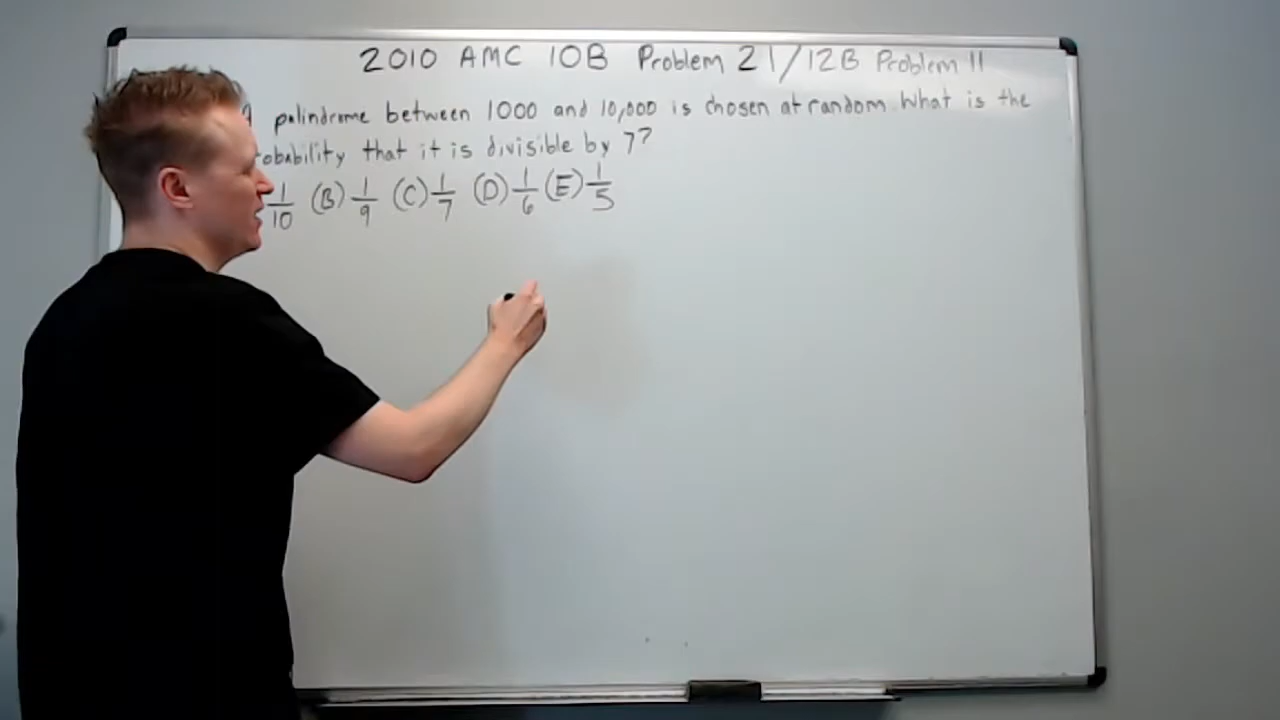 2010 AMC 10B Problem 21/12B Problem 11
palindrome between 1000 and 10,000 is chosen at random. What is the
that it is divisible by 7?
1/10 (B) 1/9 (C) 1/7 (D) 1/6 (E) 1/5